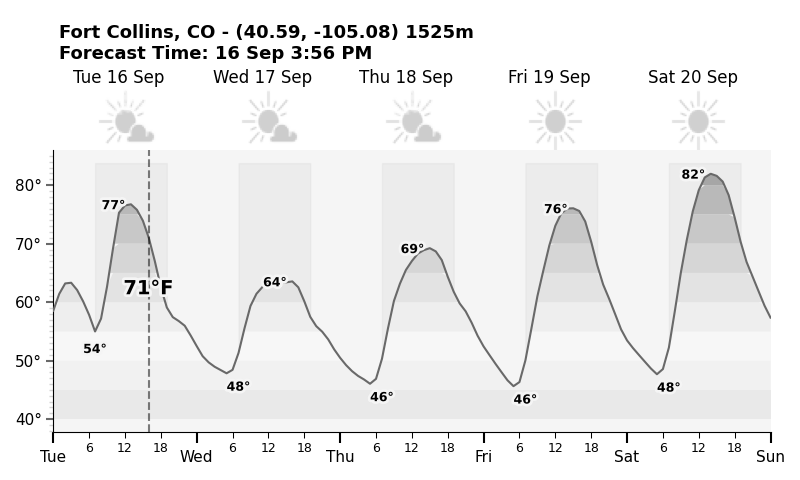 Fort Collins, CO - (40.59, -105.08) 1525m
Forecast Time: 16 Sep 3:56 PM
Tue 16 Sep Wed 17 Sep Thu 18 Sep Fri 19 Sep Sat 20 Sep
80°
70°
60°
50°
40°
77° 64° 69° 76° 82°
71°F
54° 48° 46° 46° 48°
6 12 18 6 12 18 6 12 18 6 12 18 6 12 18
Tue Wed Thu Fri Sat Sun